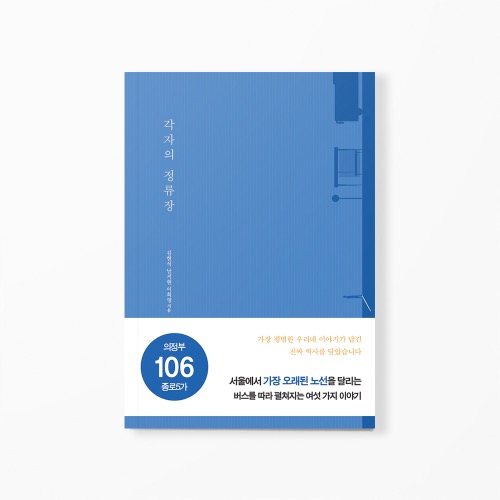 각자의 정류장
지음
가장 평범한 우리네 이야기가 담긴
진짜 역사를 담았습니다
의정부
106
종로5가
서울에서 가장 오래된 노선을 달리는
버스를 따라 펼쳐지는 여섯 가지 이야기